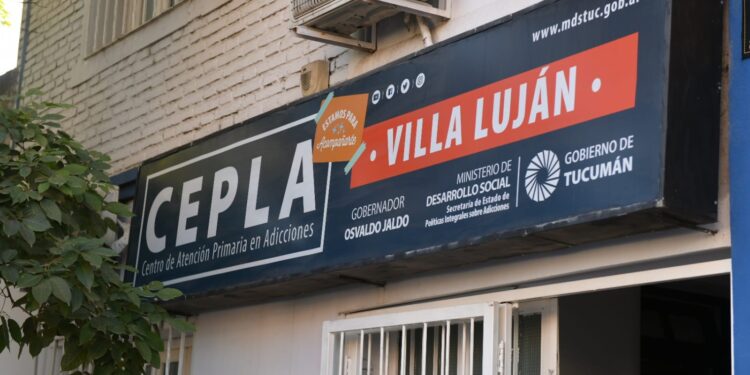 www.mdstuc.gob.ar
ESTAMOS PARA
Acompañarte
• VILLA LUJÁN •
CEPLA
Centro de Atención Primaria en Adicciones
GOBERNADOR
OSVALDO JALDO
MINISTERIO DE
DESARROLLO SOCIAL
Secretaría de Estado de
Políticas Integrales sobre Adicciones
GOBIERNO DE
TUCUMÁN